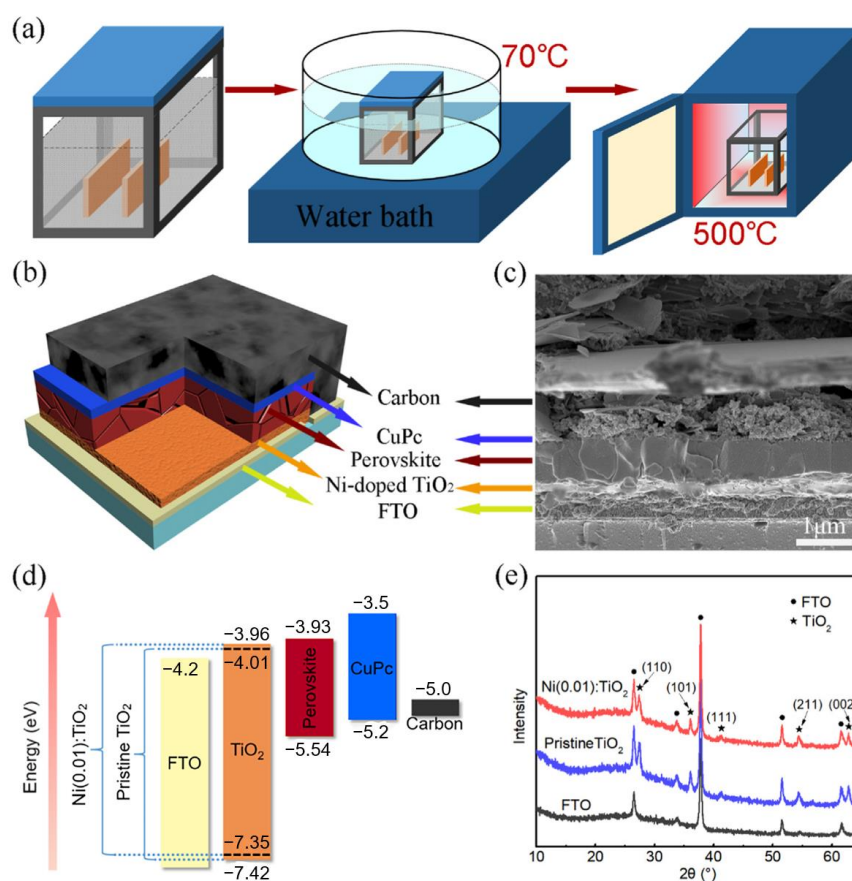 (a)
70℃
Water bath
500℃
(b)
(c)
Carbon
CuPc
Perovskite
Ni-doped TiO₂
FTO
1μm
(d)
Energy (eV)
Ni(0.01):TiO₂
Pristine TiO₂
−4.2
FTO
−3.96
−4.01
TiO₂
−7.35
−7.42
−3.93
Perovskite
−5.54
−3.5
CuPc
−5.2
−5.0
Carbon
(e)
Intensity
• FTO
★ TiO₂
Ni(0.01):TiO₂
(110)
(101)
(111)
(211)
(002
PristineTiO₂
FTO
10 20 30 40 50 60
2θ (°)